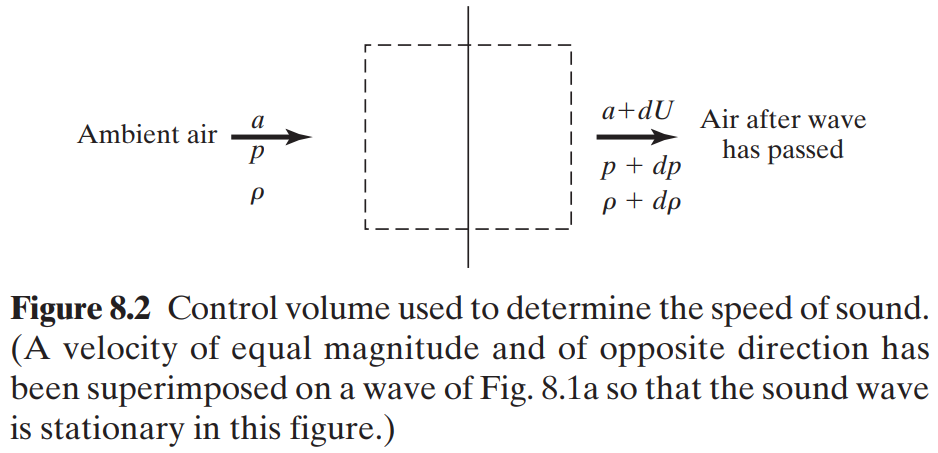 Ambient air
a
p
ρ
a+dU
p + dp
ρ + dρ
Air after wave
has passed
Figure 8.2 Control volume used to determine the speed of sound.
(A velocity of equal magnitude and of opposite direction has
been superimposed on a wave of Fig. 8.1a so that the sound wave
is stationary in this figure.)